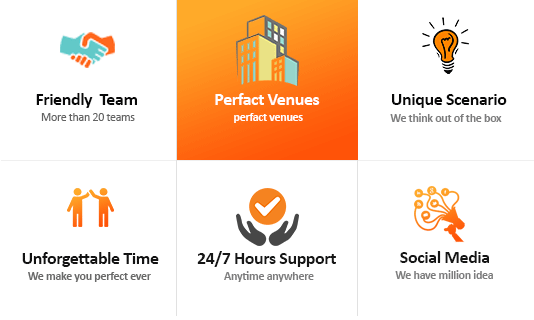 Friendly Team
More than 20 teams
Perfact Venues
perfact venues
Unique Scenario
We think out of the box
Unforgettable Time
We make you perfect ever
24/7 Hours Support
Anytime anywhere
Social Media
We have million idea